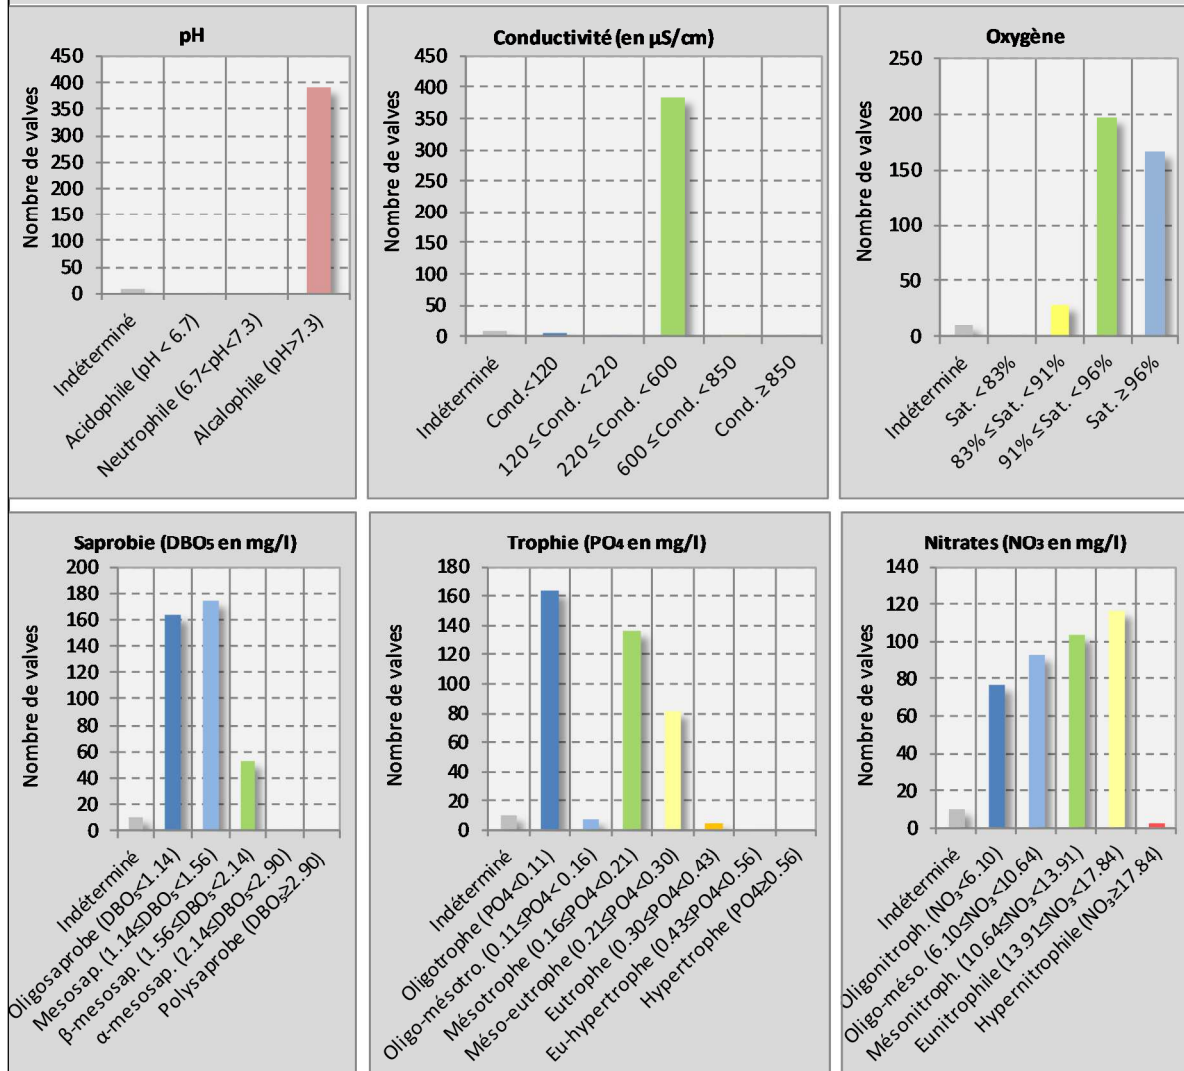 pH
Nombre de valves
450
400
350
300
250
200
150
100
50
0
Indéterminé
Acidophile (pH < 6.7)
Neutrophile (6.7<pH<7.3)
Alcalophile (pH>7.3)
Conductivité (en µS/cm)
Nombre de valves
450
400
350
300
250
200
150
100
50
0
Indéterminé
Cond.<120
120 ≤ Cond. < 220
220 ≤ Cond. < 600
600 ≤ Cond. < 850
Cond. ≥ 850
Oxygène
Nombre de valves
250
200
150
100
50
0
Indéterminé
Sat. < 83%
83% ≤ Sat. < 91%
91% ≤ Sat. < 96%
Sat. ≥ 96%
Saprobie (DBO₅ en mg/l)
Nombre de valves
200
180
160
140
120
100
80
60
40
20
0
Indéterminé
Oligosaprobe (DBO₅<1.14)
Mesosap. (1.14≤DBO₅<1.56)
β-mesosap. (1.56≤DBO₅<2.14)
α-mesosap. (2.14≤DBO₅<2.90)
Polysaprobe (DBO₅≥2.90)
Trophie (PO₄ en mg/l)
Nombre de valves
180
160
140
120
100
80
60
40
20
0
Indéterminé
Oligotrophe (PO4<0.11)
Oligo-mésotro. (0.11≤PO4< 0.16)
Mésotrophe (0.16≤PO4<0.21)
Méso-eutrophe (0.21≤PO4<0.30)
Eutrophe (0.30≤PO4<0.43)
Eu-hypertrophe (0.43≤PO4<0.56)
Hypertrophe (PO4≥0.56)
Nitrates (NO₃ en mg/l)
Nombre de valves
140
120
100
80
60
40
20
0
Indéterminé
Oligonitroph. (NO₃<6.10)
Oligo-méso. (6.10≤NO₃<10.64)
Mésonitroph. (10.64≤NO₃<13.91)
Eunitrophile (13.91≤NO₃<17.84)
Hypernitrophile (NO₃≥17.84)